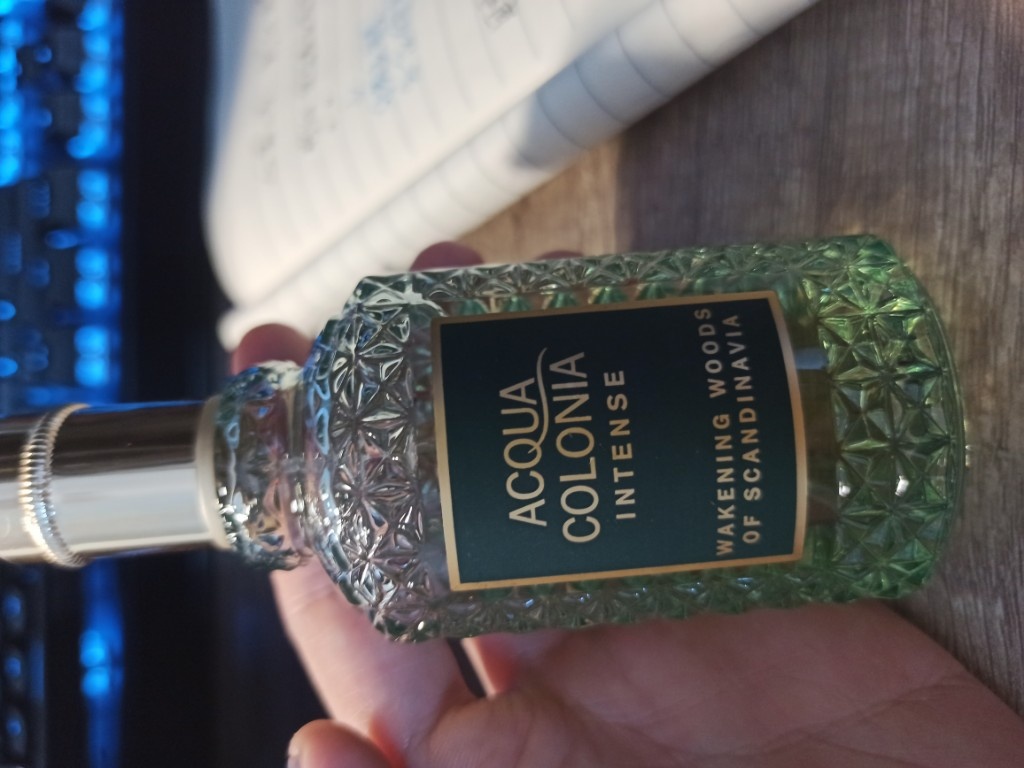 ACQUA
COLONIA
INTENSE
WAKENING WOODS
OF SCANDINAVIA